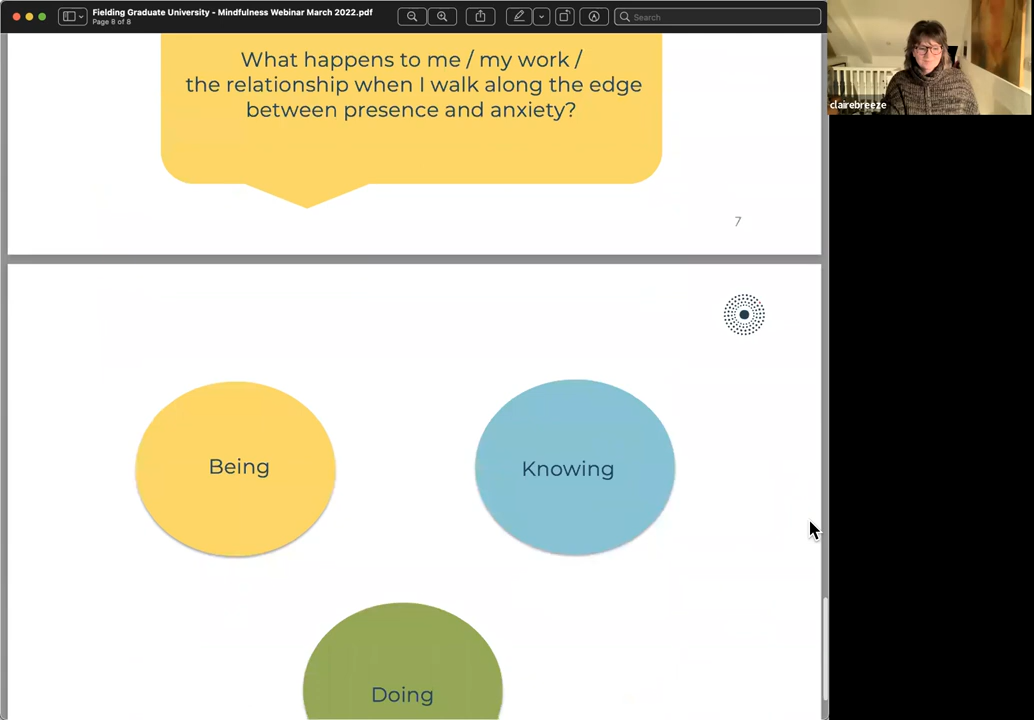 Fielding Graduate University - Mindfulness Webinar March 2022.pdf
Page 8 of 8
Search
What happens to me / my work /
the relationship when I walk along the edge
between presence and anxiety?
7
Being
Knowing
Doing
clairebreeze